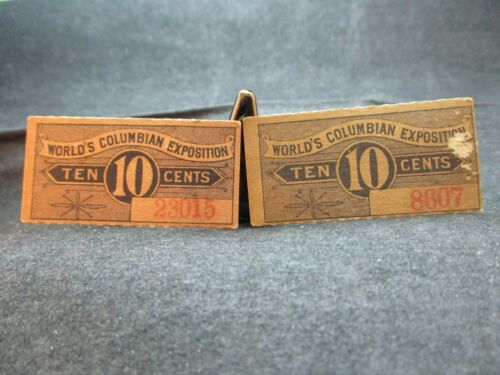 WORLD'S COLUMBIAN EXPOSITION
TEN 10 CENTS
23015
WORLD'S COLUMBIAN EXPOSITION
TEN 10 CENTS
8607